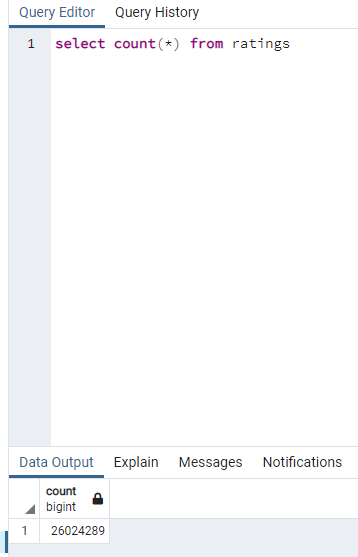 Query Editor Query History
1 select count(*) from ratings
Data Output Explain Messages Notifications
count
bigint
1 26024289